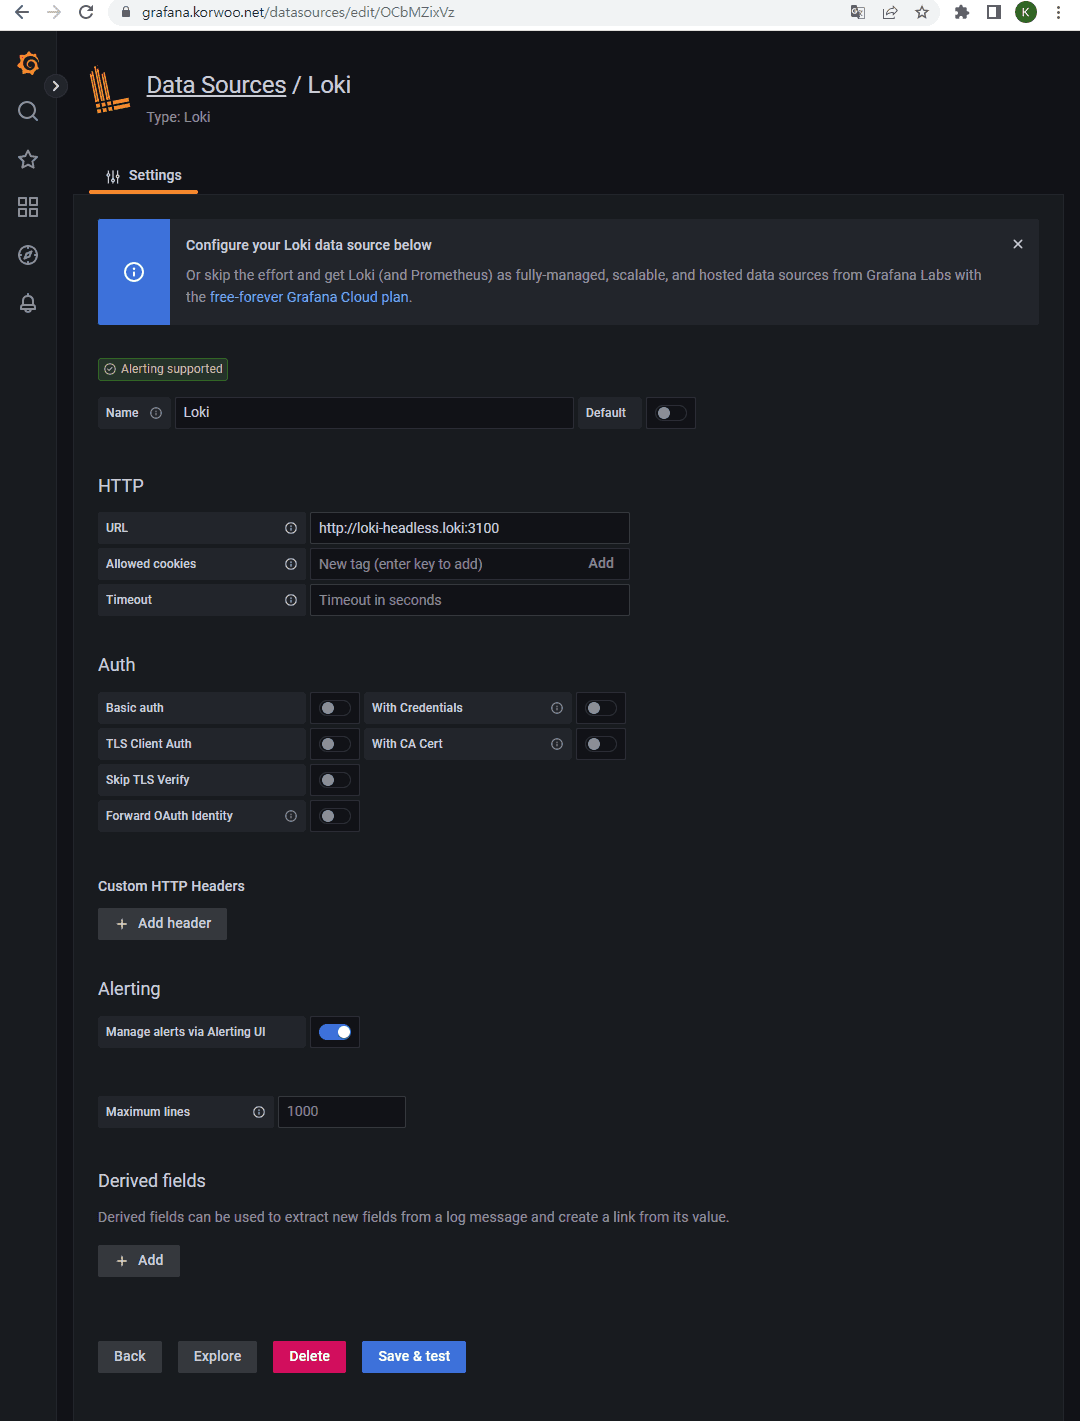 grafana.korwoo.net/datasources/edit/OCbMZixVz
K
Data Sources / Loki
Type: Loki
Settings
Configure your Loki data source below
Or skip the effort and get Loki (and Prometheus) as fully-managed, scalable, and hosted data sources from Grafana Labs with
the free-forever Grafana Cloud plan.
Alerting supported
Name Loki Default
HTTP
URL http://loki-headless.loki:3100
Allowed cookies New tag (enter key to add) Add
Timeout Timeout in seconds
Auth
Basic auth With Credentials
TLS Client Auth With CA Cert
Skip TLS Verify
Forward OAuth Identity
Custom HTTP Headers
+ Add header
Alerting
Manage alerts via Alerting UI
Maximum lines 1000
Derived fields
Derived fields can be used to extract new fields from a log message and create a link from its value.
+ Add
Back Explore Delete Save & test